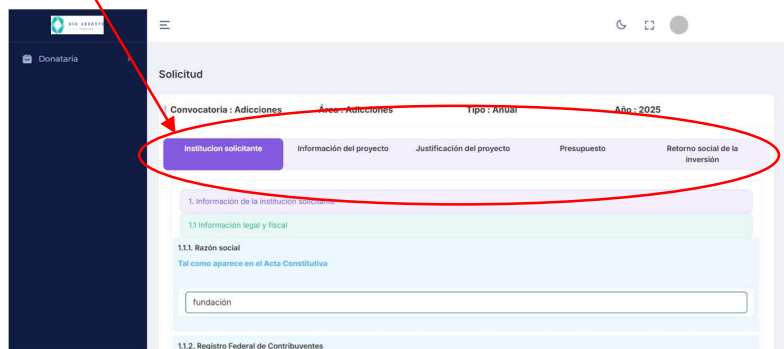 Donataria
Solicitud
Convocatoria : Adicciones Área : Adicciones Tipo : Anual Año : 2025
Institucion solicitante Información del proyecto Justificación del proyecto Presupuesto Retorno social de la
inversión
1. Información de la institución solicitante
1.1 Información legal y fiscal
1.1.1. Razón social
Tal como aparece en el Acta Constitutiva
fundación
1.1.2. Registro Federal de Contribuyentes